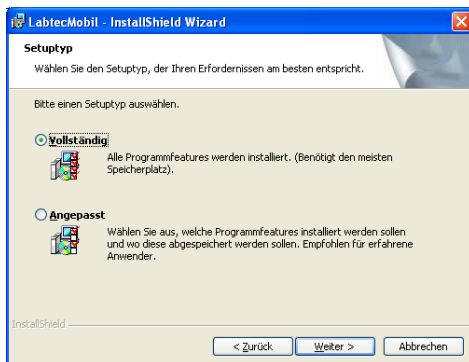 LabtecMobil - InstallShield Wizard
Setuptyp
Wählen Sie den Setuptyp, der Ihren Erfordernissen am besten entspricht.
Bitte einen Setuptyp auswählen.
Vollständig
Alle Programmfeatures werden installiert. (Benötigt den meisten
Speicherplatz).
Angepasst
Wählen Sie aus, welche Programmfeatures installiert werden sollen
und wo diese abgespeichert werden sollen. Empfohlen für erfahrene
Anwender.
InstallShield
< Zurück Weiter > Abbrechen